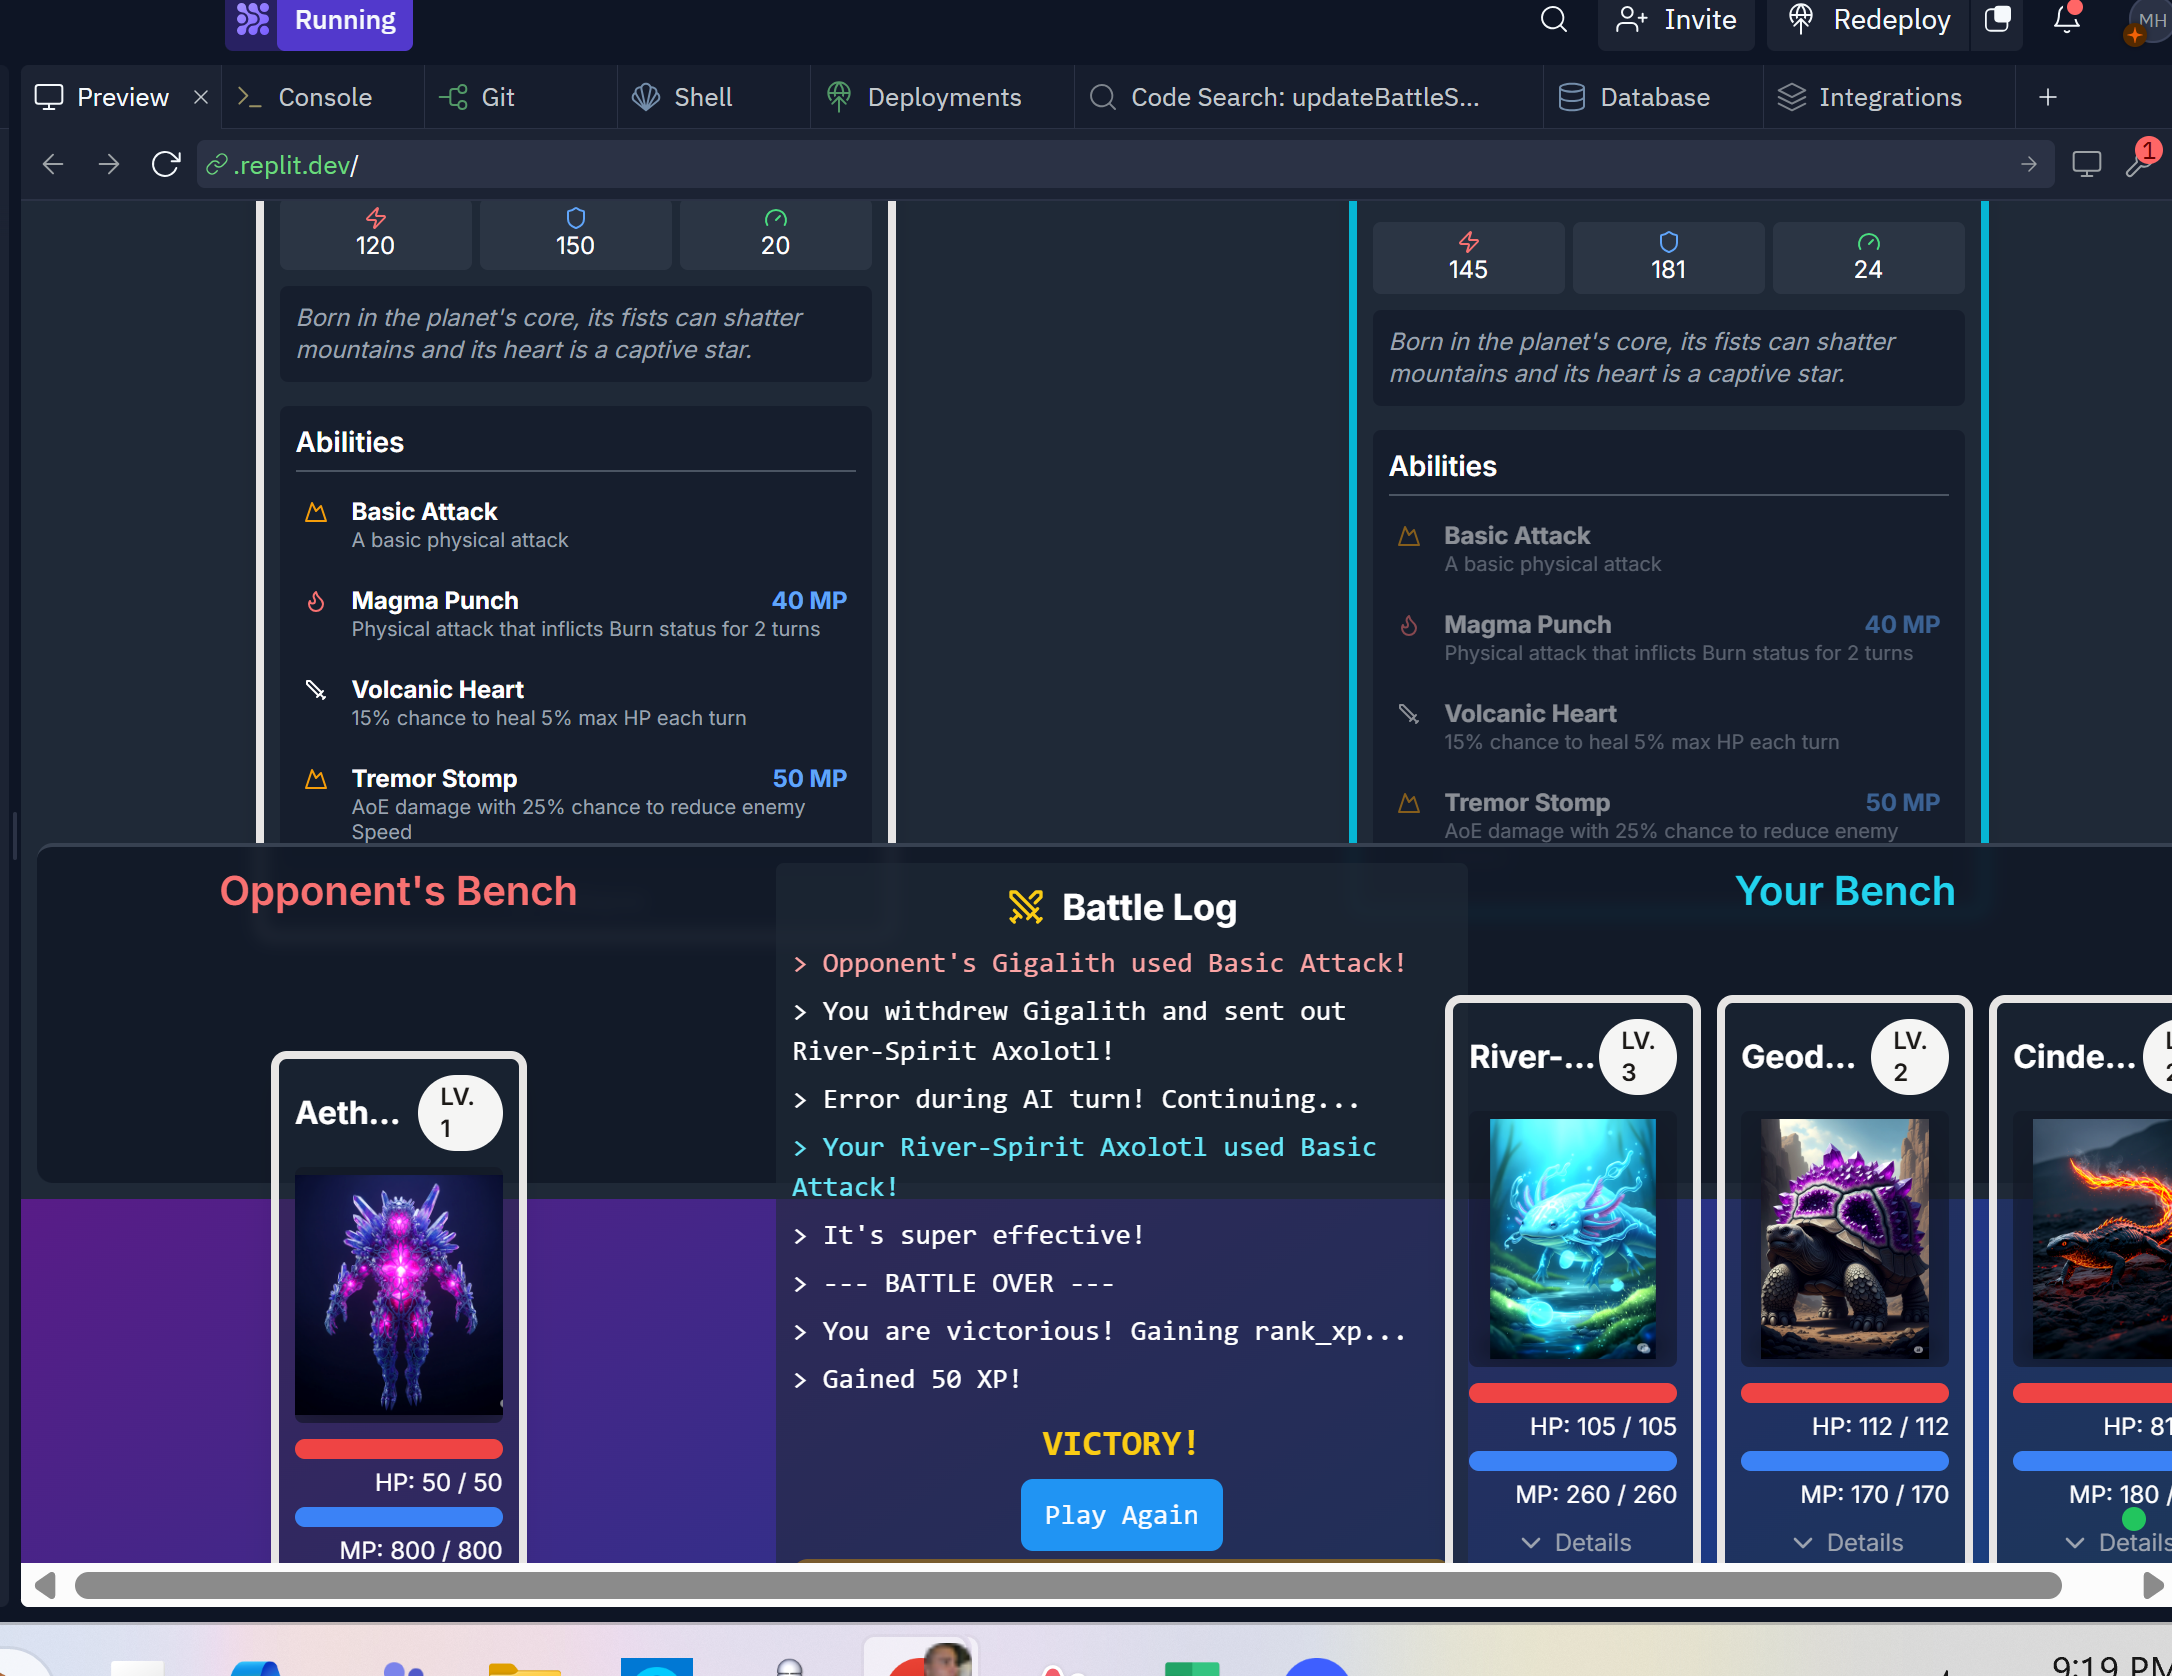 Running
Invite
Redeploy
MH
Preview
Console
Git
Shell
Deployments
Code Search: updateBattleS...
Database
Integrations
.replit.dev/
1
120
150
20
Born in the planet's core, its fists can shatter
mountains and its heart is a captive star.
Abilities
Basic Attack
A basic physical attack
Magma Punch
40 MP
Physical attack that inflicts Burn status for 2 turns
Volcanic Heart
15% chance to heal 5% max HP each turn
Tremor Stomp
50 MP
AoE damage with 25% chance to reduce enemy
Speed
145
181
24
Born in the planet's core, its fists can shatter
mountains and its heart is a captive star.
Abilities
Basic Attack
A basic physical attack
Magma Punch
40 MP
Physical attack that inflicts Burn status for 2 turns
Volcanic Heart
15% chance to heal 5% max HP each turn
Tremor Stomp
50 MP
AoE damage with 25% chance to reduce enemy
Opponent's Bench
Aeth...
LV.
1
HP: 50 / 50
MP: 800 / 800
Battle Log
> Opponent's Gigalith used Basic Attack!
> You withdrew Gigalith and sent out
River-Spirit Axolotl!
> Error during AI turn! Continuing...
> Your River-Spirit Axolotl used Basic
Attack!
> It's super effective!
> --- BATTLE OVER ---
> You are victorious! Gaining rank_xp...
> Gained 50 XP!
VICTORY!
Play Again
Your Bench
River-...
LV.
3
HP: 105 / 105
MP: 260 / 260
Details
Geod...
LV.
2
HP: 112 / 112
MP: 170 / 170
Details
Cinde...
HP: 81
MP: 180 /
Details
9:19 PM